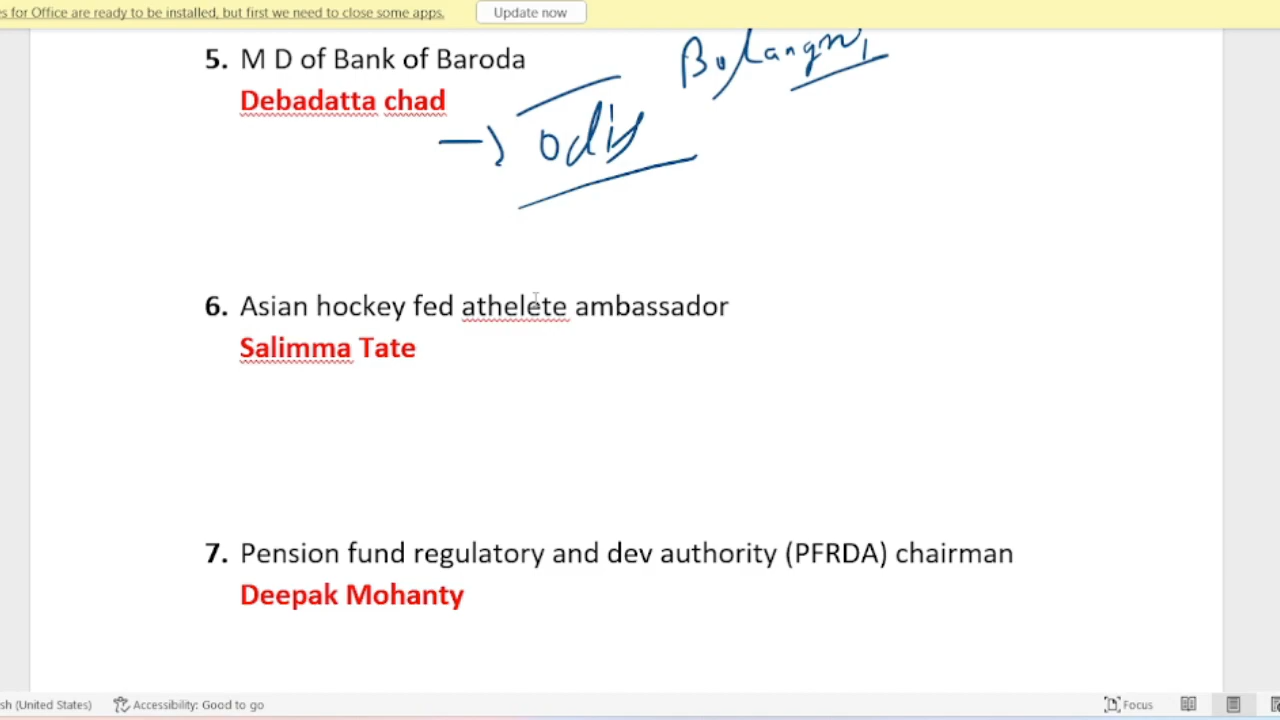 s for Office are ready to be installed, but first we need to close some apps. Update now
5. M D of Bank of Baroda
Debadatta chad
Bolangir
→ odis
6. Asian hockey fed athelete ambassador
Salimma Tate
7. Pension fund regulatory and dev authority (PFRDA) chairman
Deepak Mohanty
sh (United States) Accessibility: Good to go Focus